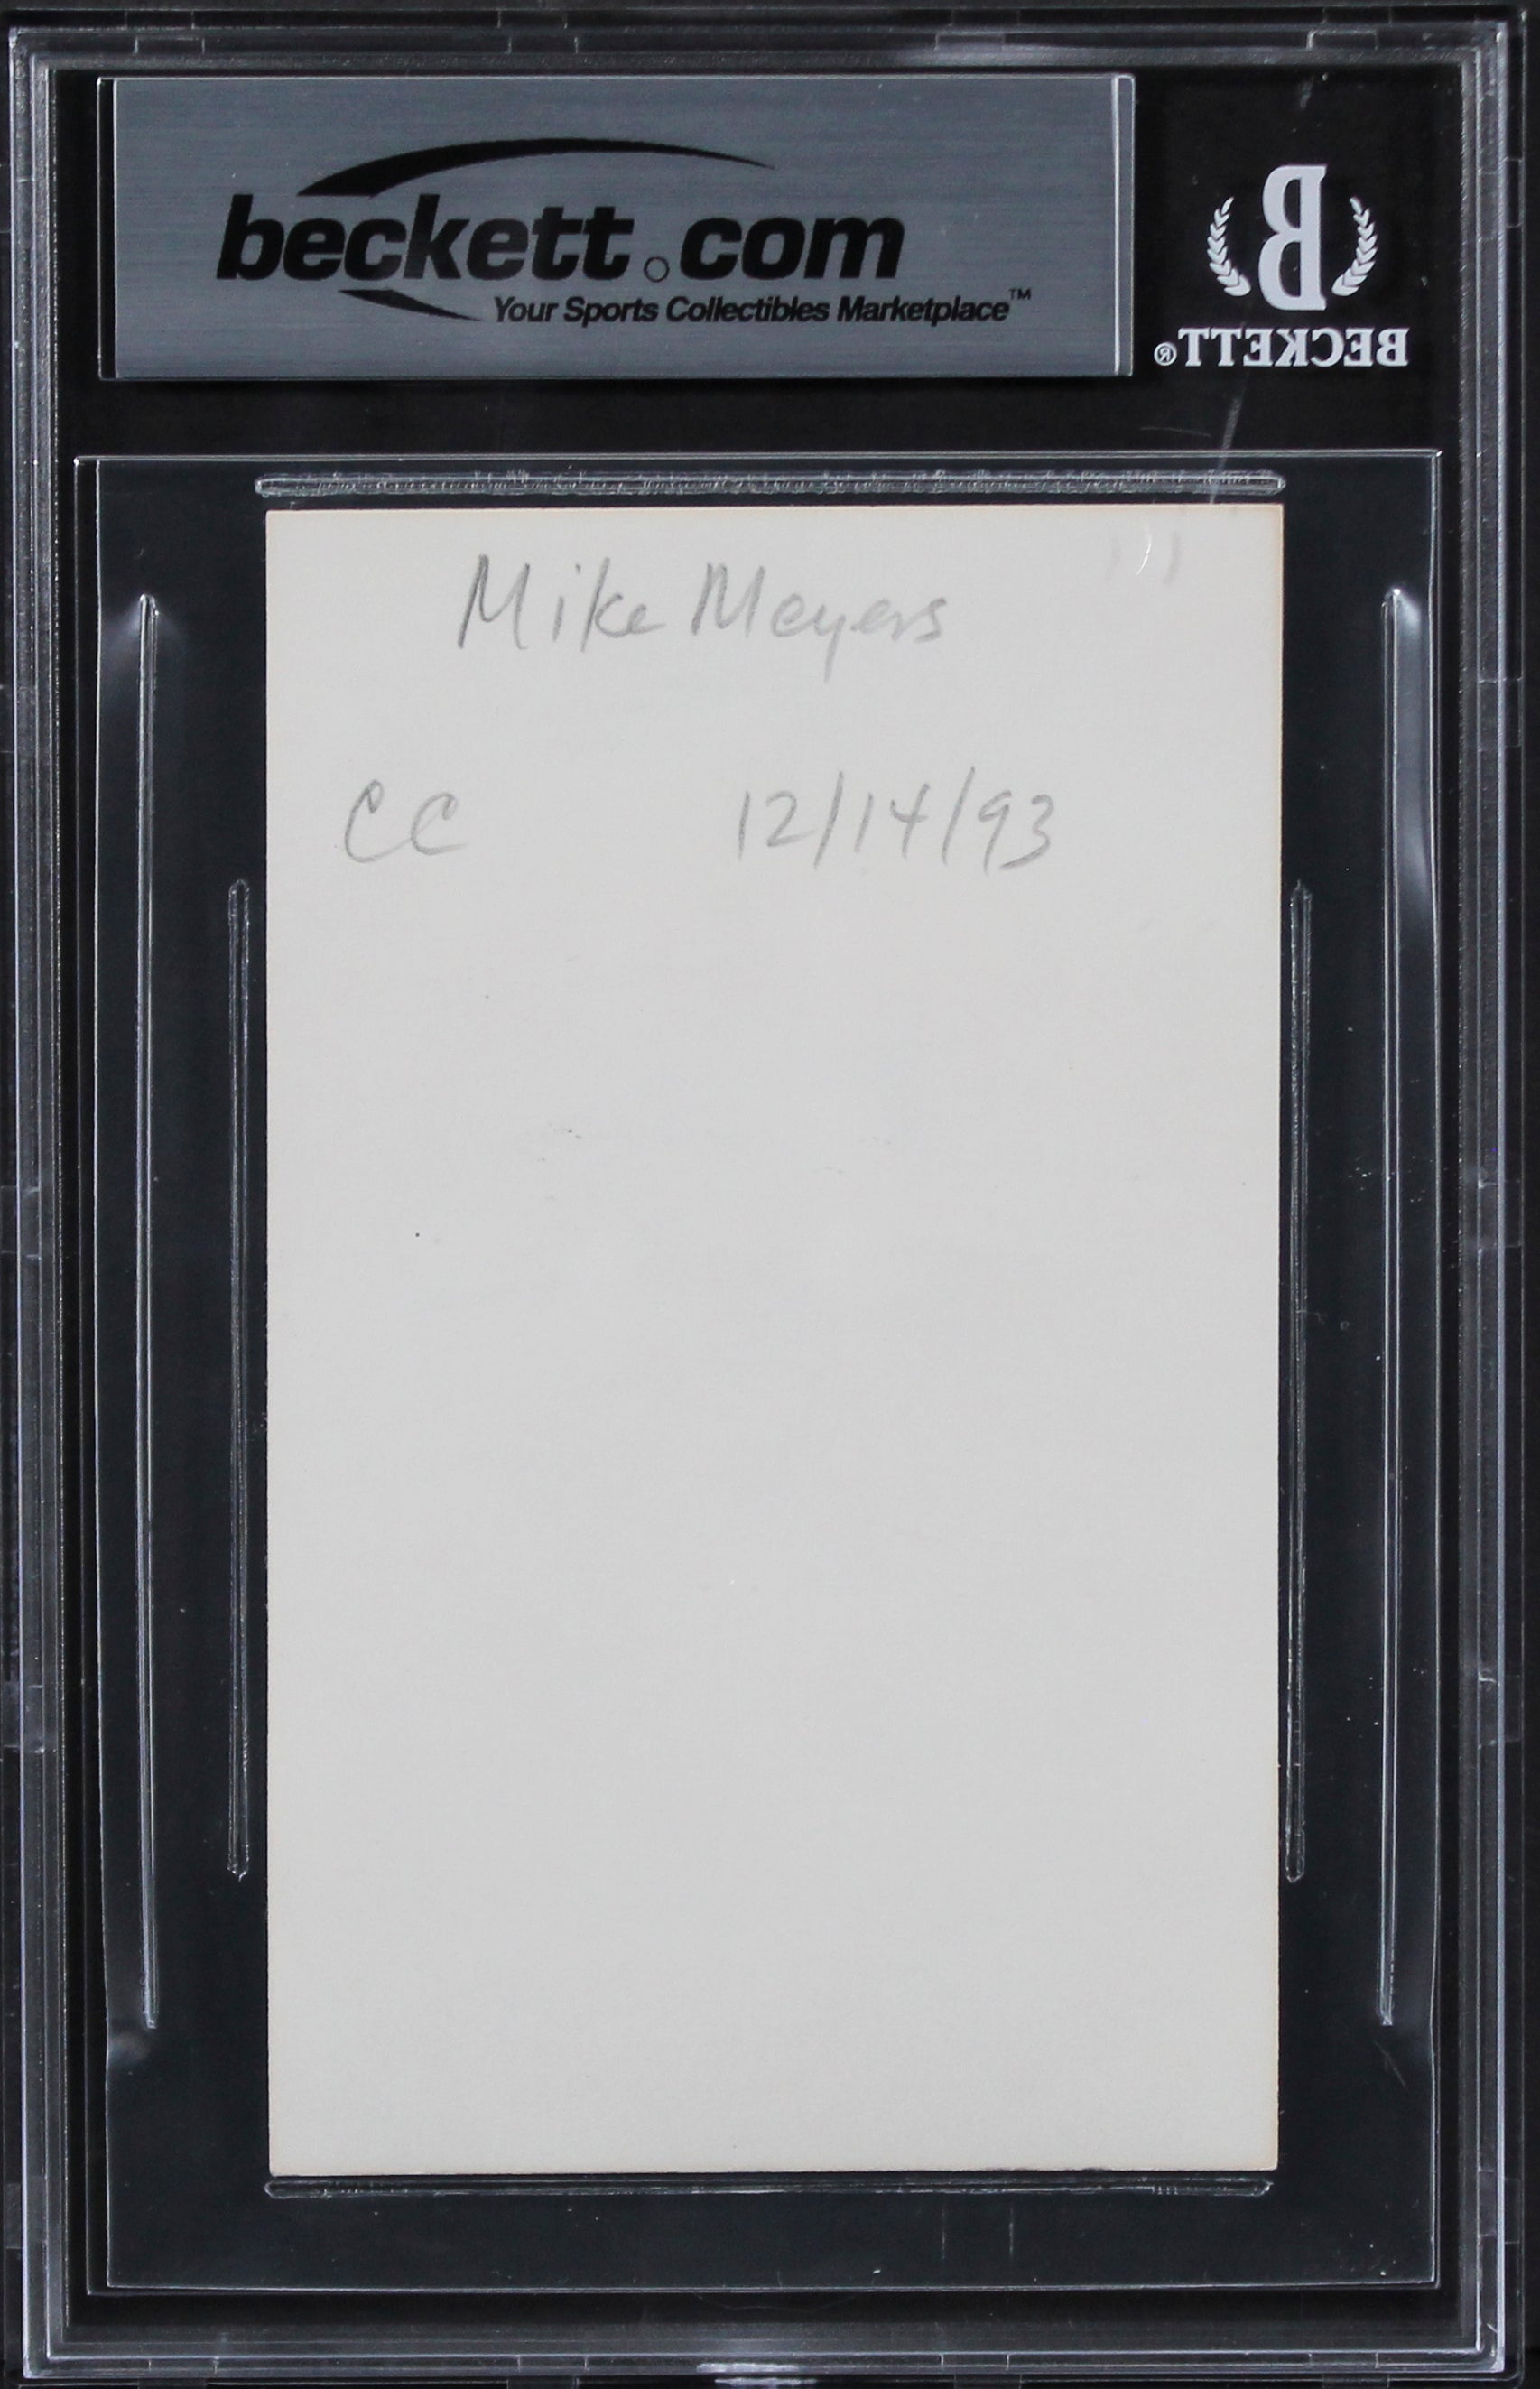 beckett.com
Your Sports Collectibles Marketplace™
B
BECKETT®
Mike Meyers
CC 12/14/93